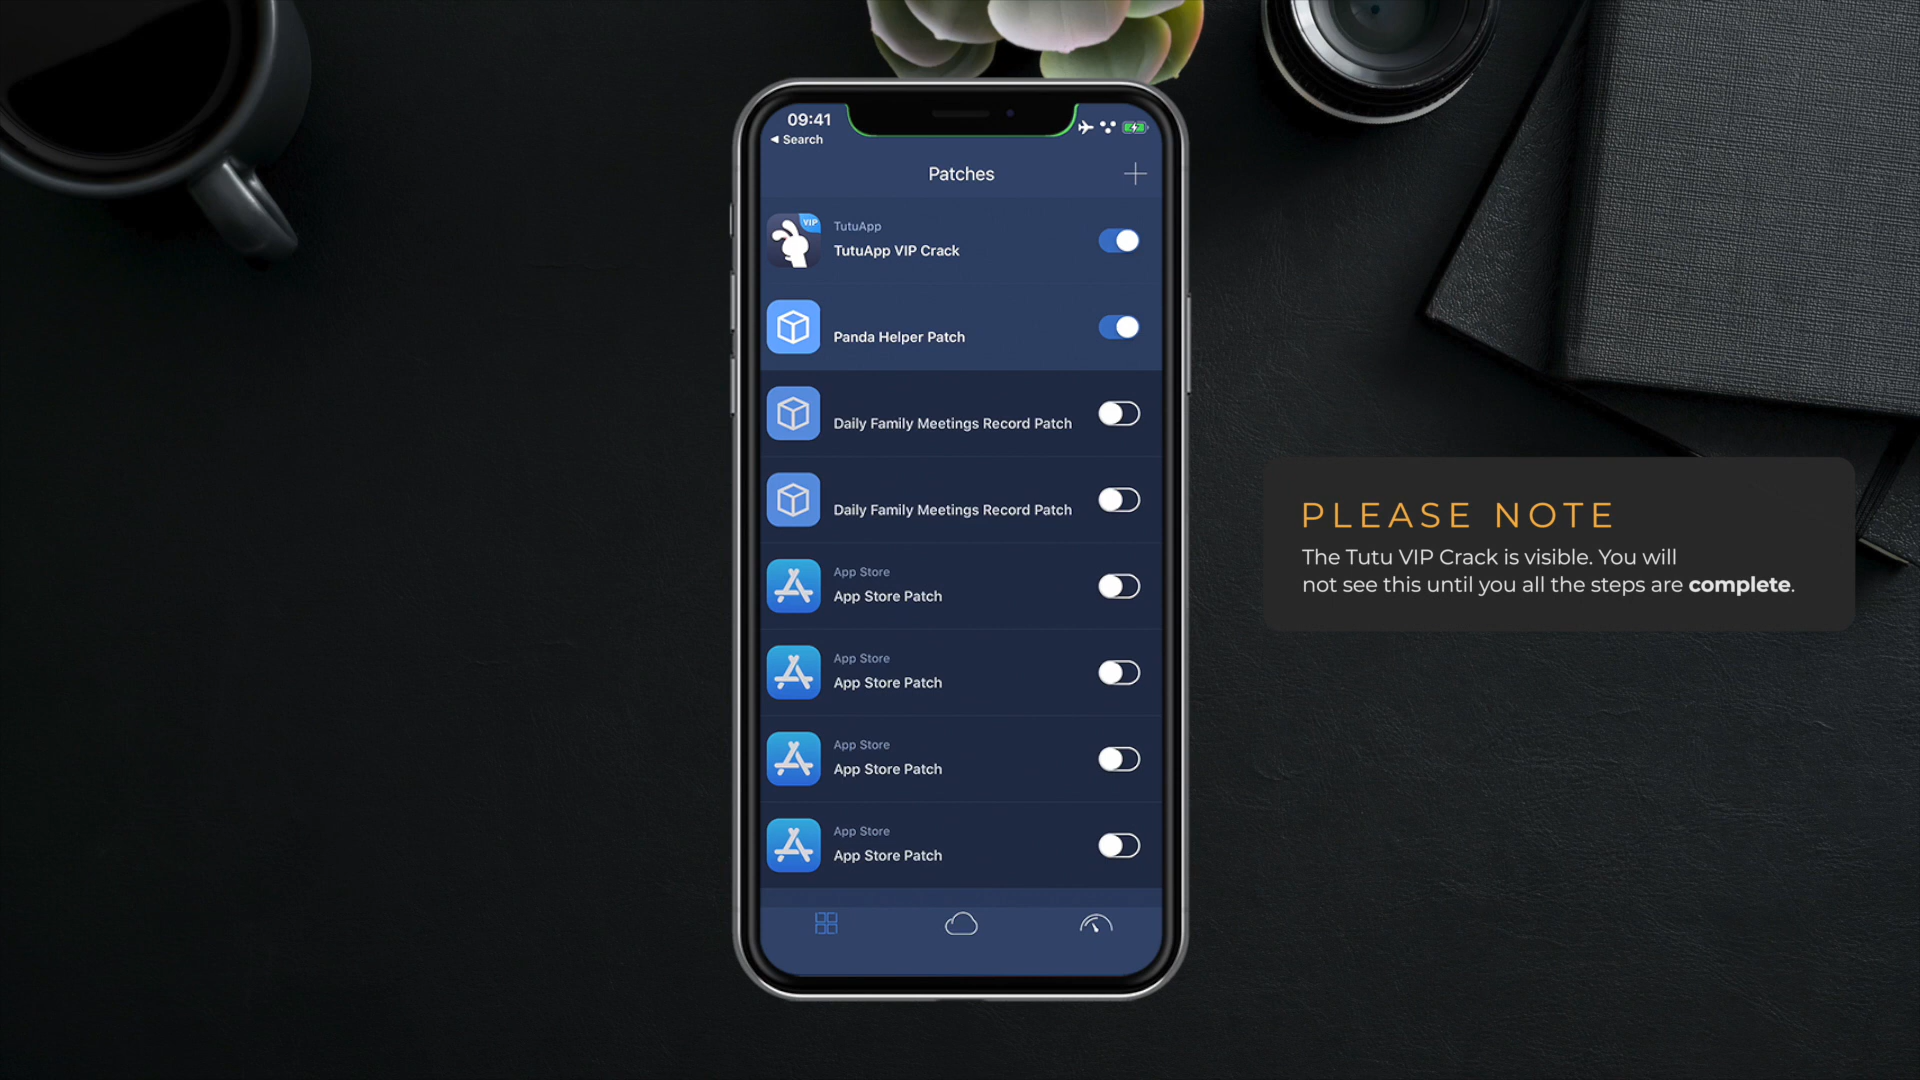 09:41
◀ Search
Patches
VIP
TutuApp
TutuApp VIP Crack
Panda Helper Patch
Daily Family Meetings Record Patch
Daily Family Meetings Record Patch
App Store
App Store Patch
App Store
App Store Patch
App Store
App Store Patch
App Store
App Store Patch
PLEASE NOTE
The Tutu VIP Crack is visible. You will
not see this until you all the steps are complete.